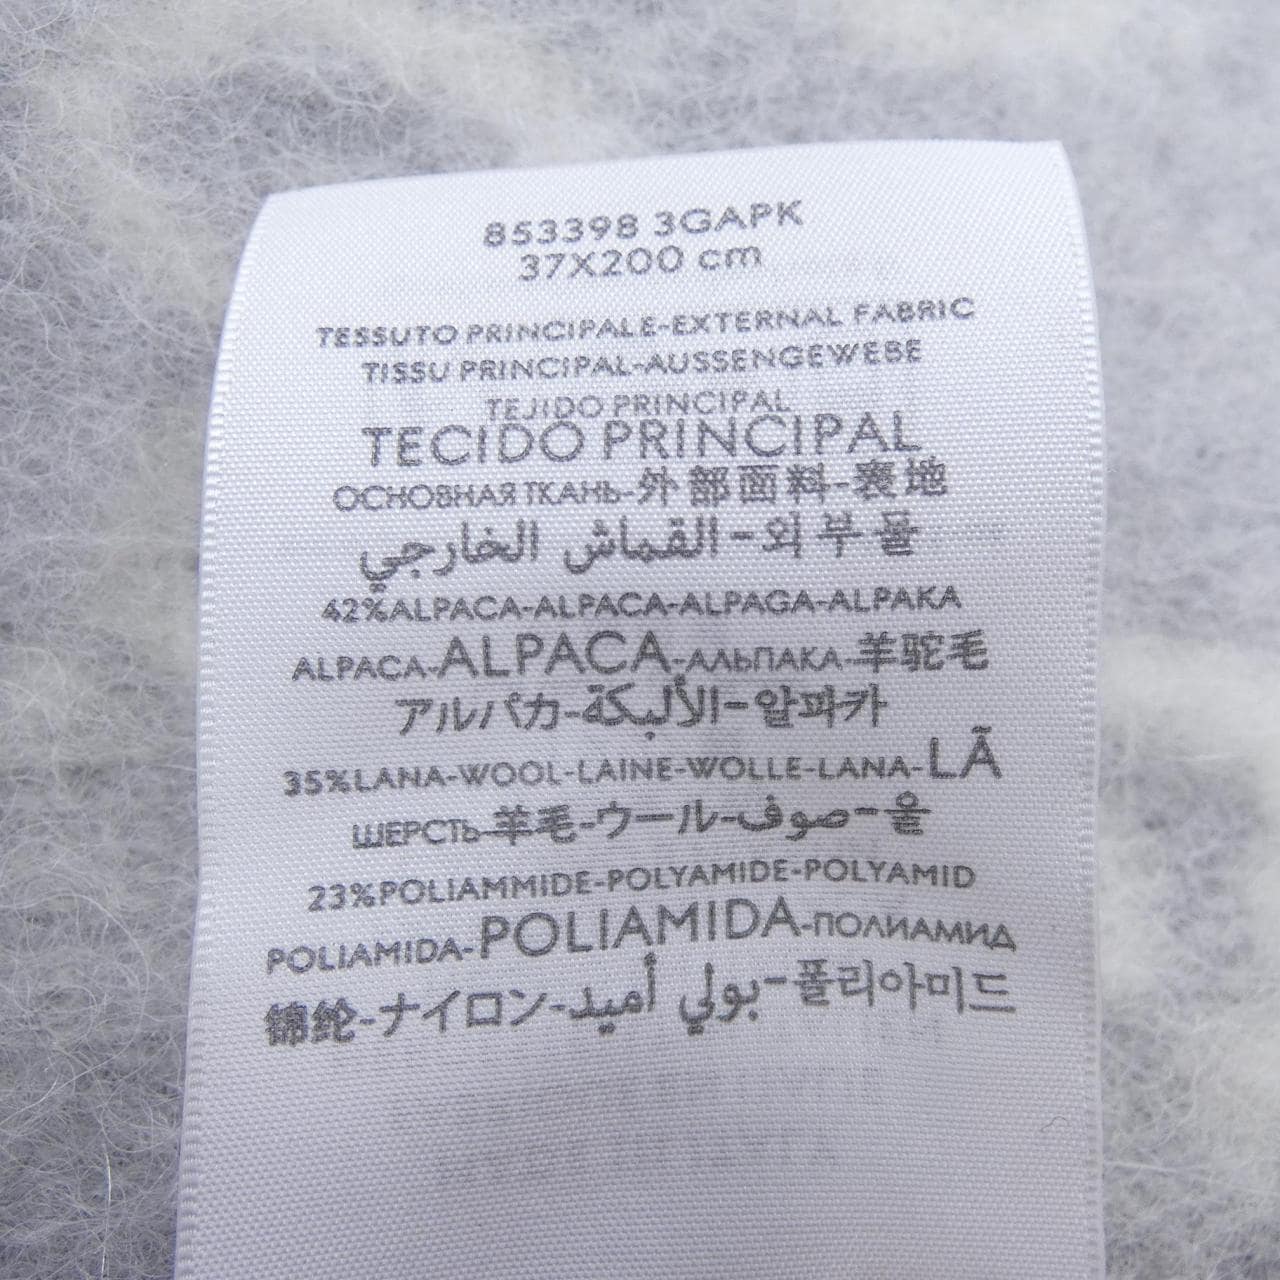 853398 3GAPK
37X200 cm
TESSUTO PRINCIPALE-EXTERNAL FABRIC
TISSU PRINCIPAL-AUSSENGEWEBE
TEJIDO PRINCIPAL
TECIDO PRINCIPAL
ОСНОВНАЯ ТКАНЬ-外部面料-表地
القماش الخارجي-외부물
42%ALPACA-ALPACA-ALPAGA-ALPAKA
ALPACA-ALPACA-АЛЬПАКА-羊驼毛
アルパカ-الألبكة-알파카
35%LANA-WOOL-LAINE-WOLLE-LANA-LÃ
ШЕРСТЬ-羊毛-ウール-صوف-울
23%POLIAMMIDE-POLYAMIDE-POLYAMID
POLIAMIDA-POLIAMIDA-ПОЛИАМИД
锦纶-ナイロン-بولي أميد-폴리아미드